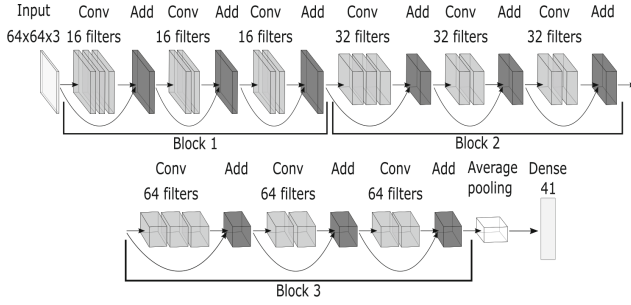 Input Conv Add Conv Add Conv Add Conv Add Conv Add Conv Add
64x64x3 16 filters 16 filters 16 filters 32 filters 32 filters 32 filters
Block 1 Block 2
Conv Add Conv Add Conv Add Average Dense
64 filters 64 filters 64 filters pooling 41
Block 3